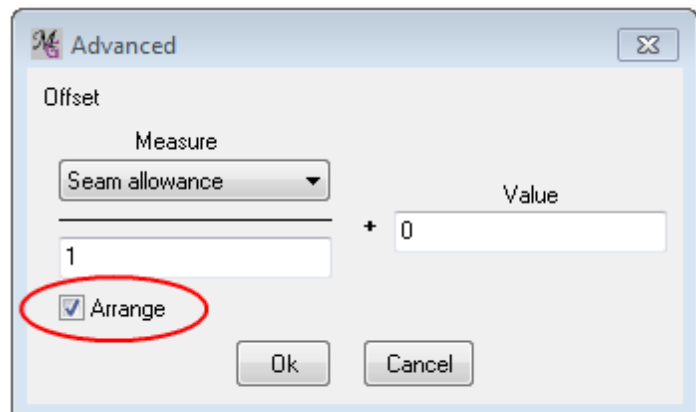 Advanced
Offset
Measure
Seam allowance
Value
+
0
1
Arrange
Ok
Cancel